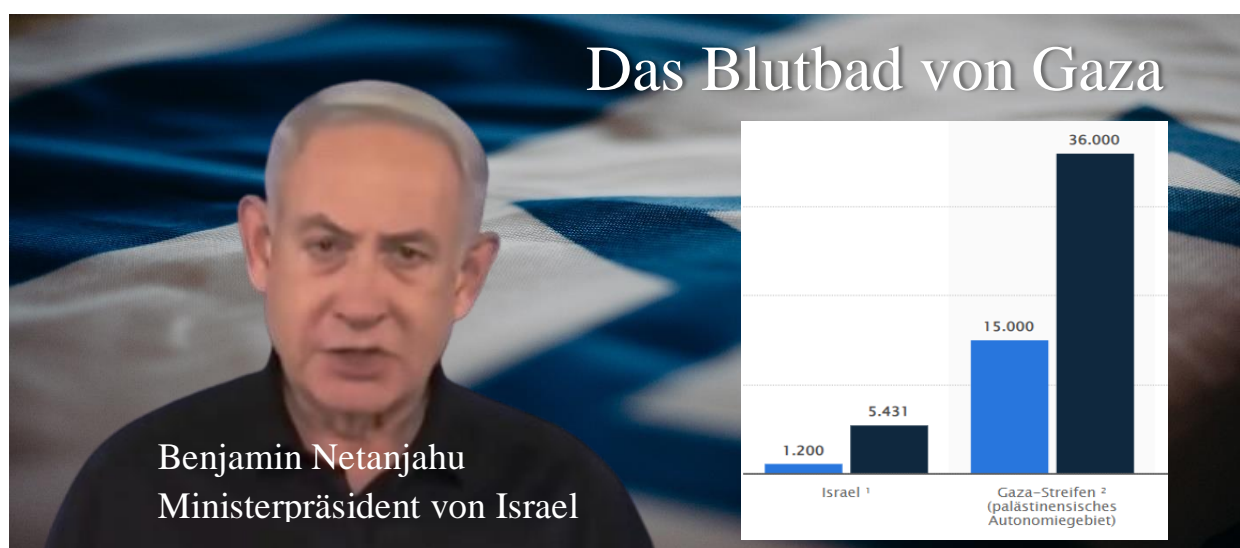 Das Blutbad von Gaza
36.000
15.000
5.431
1.200
Israel ¹
Gaza-Streifen ²
(palästinensisches
Autonomiegebiet)
Benjamin Netanjahu
Ministerpräsident von Israel